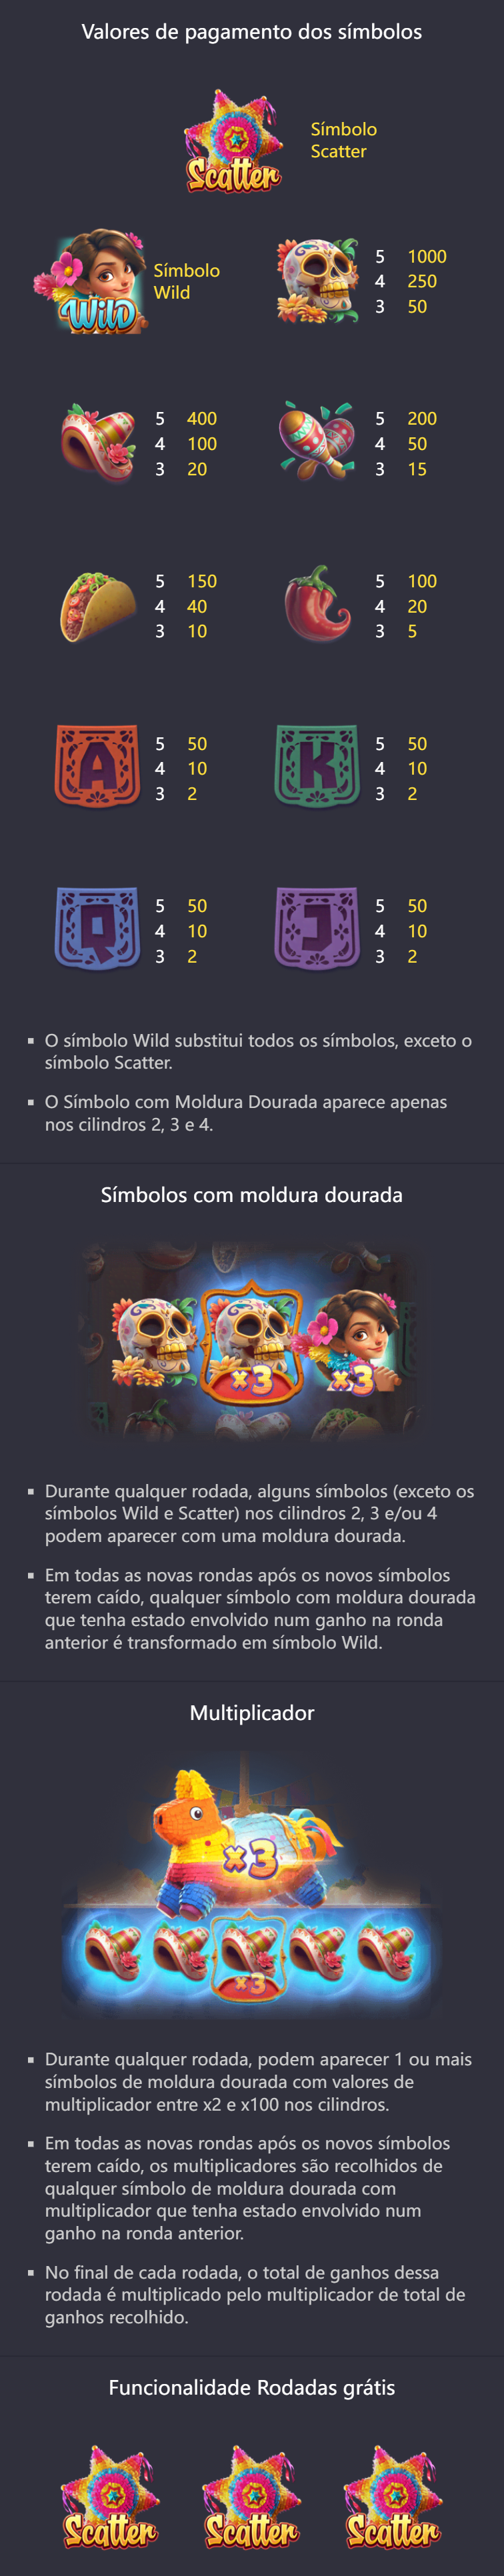 Valores de pagamento dos símbolos
Scatter
Símbolo
Scatter
Wild
Símbolo
Wild
5 1000
4 250
3 50
5 400
4 100
3 20
5 200
4 50
3 15
5 150
4 40
3 10
5 100
4 20
3 5
A
5 50
4 10
3 2
K
5 50
4 10
3 2
Q
5 50
4 10
3 2
J
5 50
4 10
3 2
▪ O símbolo Wild substitui todos os símbolos, exceto o
símbolo Scatter.
▪ O Símbolo com Moldura Dourada aparece apenas
nos cilindros 2, 3 e 4.
Símbolos com moldura dourada
x3 x3
▪ Durante qualquer rodada, alguns símbolos (exceto os
símbolos Wild e Scatter) nos cilindros 2, 3 e/ou 4
podem aparecer com uma moldura dourada.
▪ Em todas as novas rondas após os novos símbolos
terem caído, qualquer símbolo com moldura dourada
que tenha estado envolvido num ganho na ronda
anterior é transformado em símbolo Wild.
Multiplicador
x3
x3
▪ Durante qualquer rodada, podem aparecer 1 ou mais
símbolos de moldura dourada com valores de
multiplicador entre x2 e x100 nos cilindros.
▪ Em todas as novas rondas após os novos símbolos
terem caído, os multiplicadores são recolhidos de
qualquer símbolo de moldura dourada com
multiplicador que tenha estado envolvido num
ganho na ronda anterior.
▪ No final de cada rodada, o total de ganhos dessa
rodada é multiplicado pelo multiplicador de total de
ganhos recolhido.
Funcionalidade Rodadas grátis
Scatter Scatter Scatter